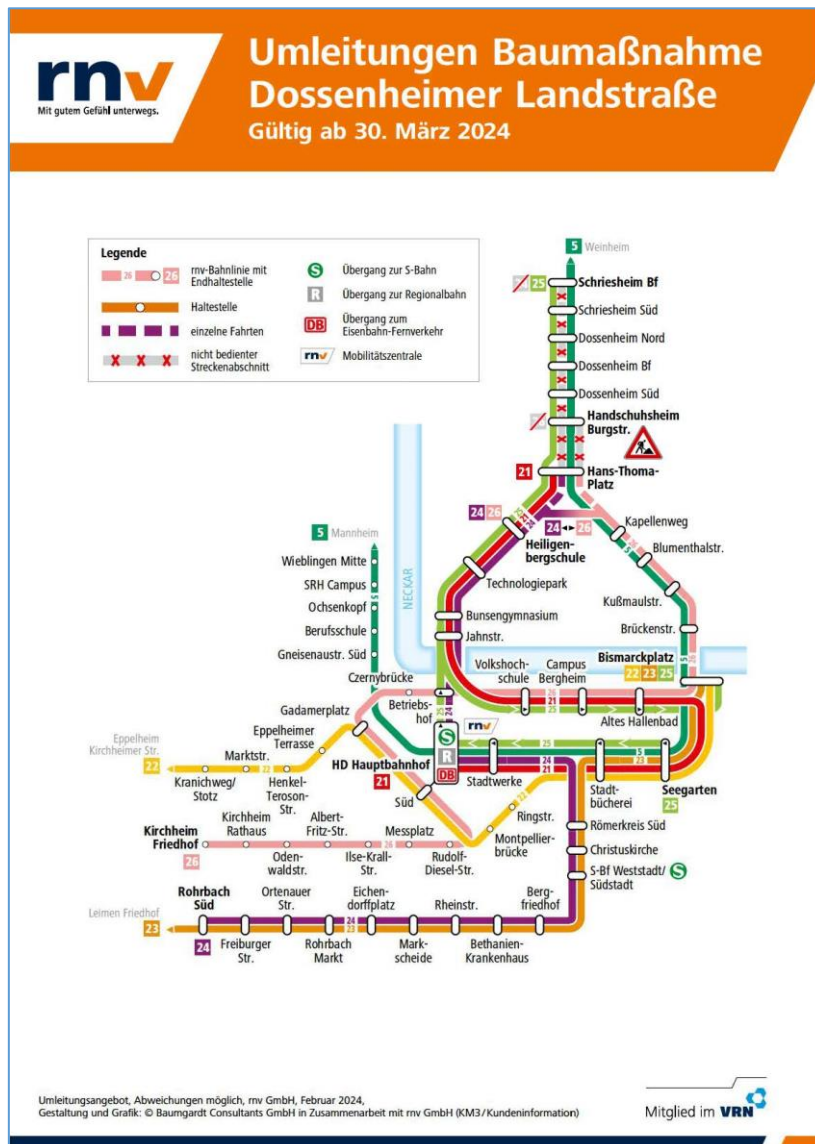 rnv
Mit gutem Gefühl unterwegs.
Umleitungen Baumaßnahme
Dossenheimer Landstraße
Gültig ab 30. März 2024
Legende
26
26
rnv-Bahnlinie mit
Endhaltestelle
Haltestelle
einzelne Fahrten
nicht bedienter
Streckenabschnitt
S
Übergang zur S-Bahn
R
Übergang zur Regionalbahn
DB
Übergang zum
Eisenbahn-Fernverkehr
rnv
Mobilitätszentrale
5 Weinheim
25
Schriesheim Bf
Schriesheim Süd
Dossenheim Nord
Dossenheim Bf
Dossenheim Süd
Handschuhsheim
Burgstr.
21
Hans-Thoma-
Platz
24 26
24 26
Heiligen-
bergschule
Kapellenweg
Blumenthalstr.
Kußmaulstr.
Brückenstr.
5 Mannheim
Wieblingen Mitte
SRH Campus
Ochsenkopf
Berufsschule
Gneisenaustr. Süd
NECKAR
Technologiepark
Bunsengymnasium
Jahnstr.
Bismarckplatz
22 23 25
Volkshoch-
schule
Campus
Bergheim
Altes Hallenbad
Czernybrücke
Betriebs-
hof
Gadamerplatz
rnv
S
R
DB
HD Hauptbahnhof
21
Süd
Eppelheimer
Terrasse
Eppelheim
Kirchheimer Str.
22
Marktstr.
Kranichweg/
Stotz
Henkel-
Teroson-
Str.
Stadtwerke
Stadt-
bücherei
Seegarten
25
Ringstr.
Montpellier-
brücke
Römerkreis Süd
Christuskirche
S-Bf Weststadt/
Südstadt
S
Kirchheim
Friedhof
26
Kirchheim
Rathaus
Oden-
waldstr.
Albert-
Fritz-Str.
Ilse-Krall-
Str.
Messplatz
Rudolf-
Diesel-Str.
Leimen Friedhof
23
Rohrbach
Süd
24
Freiburger
Str.
Ortenauer
Str.
Rohrbach
Markt
Eichen-
dorffplatz
Mark-
scheide
Rheinstr.
Bethanien-
Krankenhaus
Berg-
friedhof
Umleitungsangebot, Abweichungen möglich, rnv GmbH, Februar 2024,
Gestaltung und Grafik: © Baumgardt Consultants GmbH in Zusammenarbeit mit rnv GmbH (KM3/Kundeninformation)
Mitglied im VRN